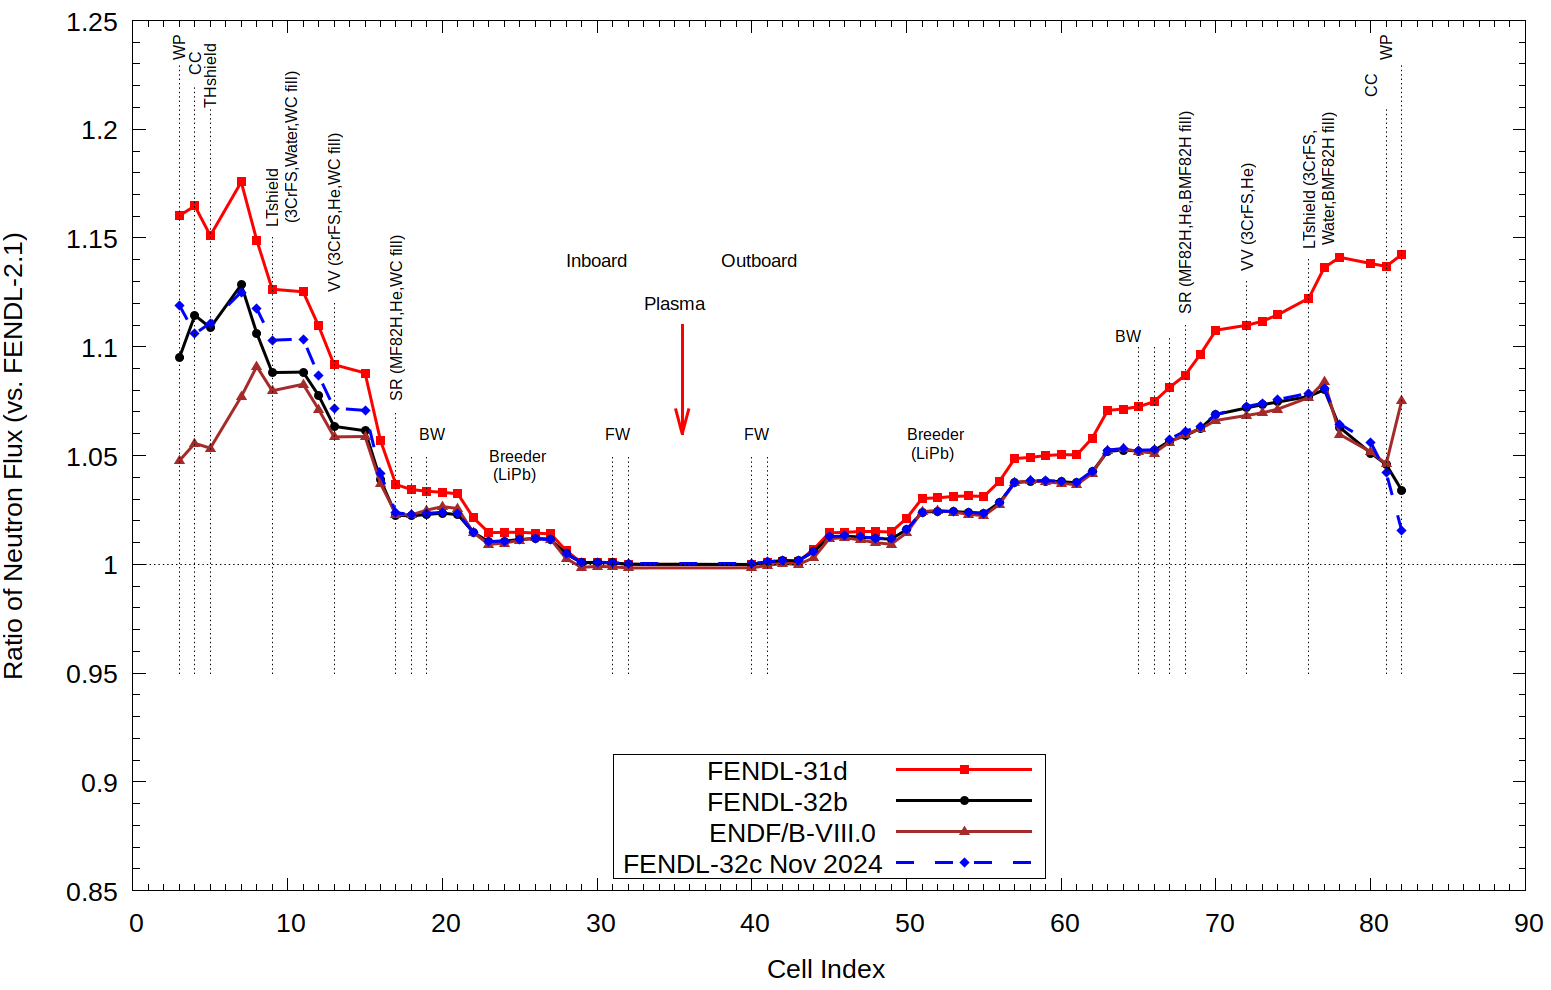 1.25
1.2
1.15
1.1
1.05
1
0.95
0.9
0.85
Ratio of Neutron Flux (vs. FENDL-2.1)
WP
CC
THshield
LTshield
(3CrFS,Water,WC fill)
VV (3CrFS,He,WC fill)
SR (MF82H,He,WC fill)
BW
Breeder
(LiPb)
Inboard
Outboard
Plasma
FW
FW
Breeder
(LiPb)
BW
SR (MF82H,He,BMF82H fill)
VV (3CrFS,He)
LTshield (3CrFS,
Water,BMF82H fill)
CC
WP
FENDL-31d
FENDL-32b
ENDF/B-VIII.0
FENDL-32c Nov 2024
0 10 20 30 40 50 60 70 80 90
Cell Index